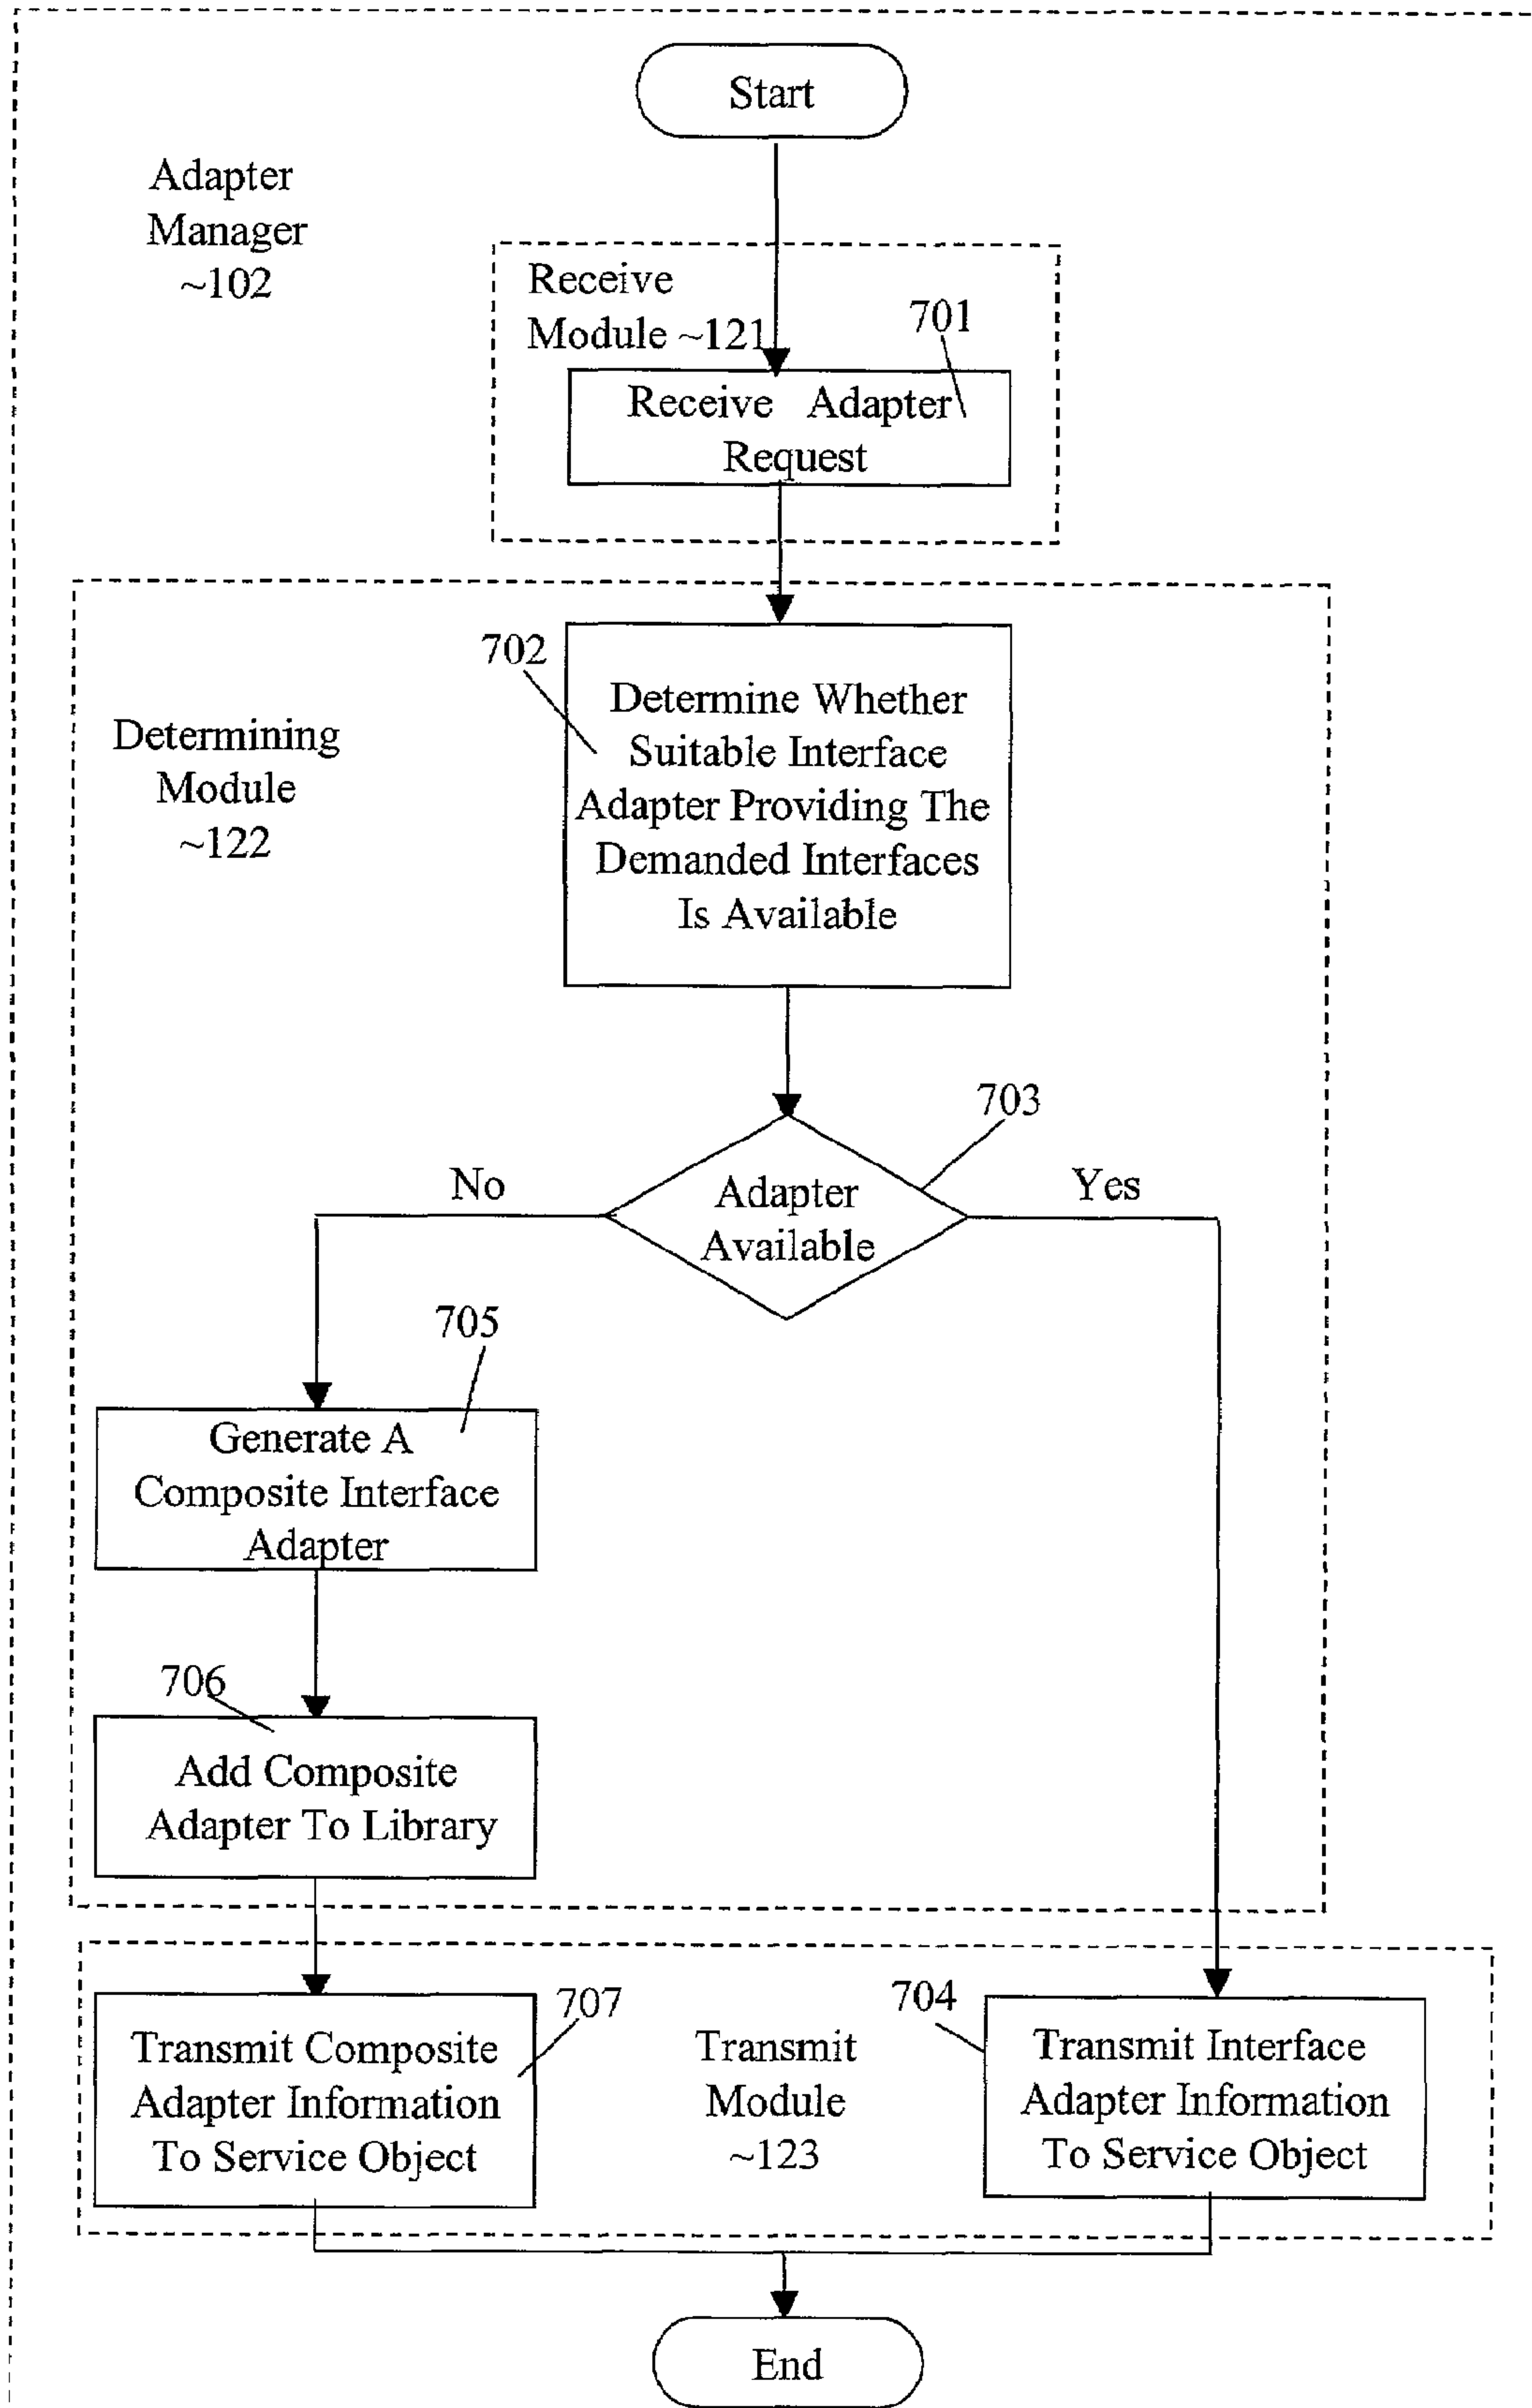 Start
Adapter
Manager
~102
Receive
Module ~121
701
Receive Adapter
Request
702
Determine Whether
Suitable Interface
Adapter Providing The
Demanded Interfaces
Is Available
Determining
Module
~122
703
No
Adapter
Available
Yes
705
Generate A
Composite Interface
Adapter
706
Add Composite
Adapter To Library
707
Transmit Composite
Adapter Information
To Service Object
Transmit
Module
~123
704
Transmit Interface
Adapter Information
To Service Object
End